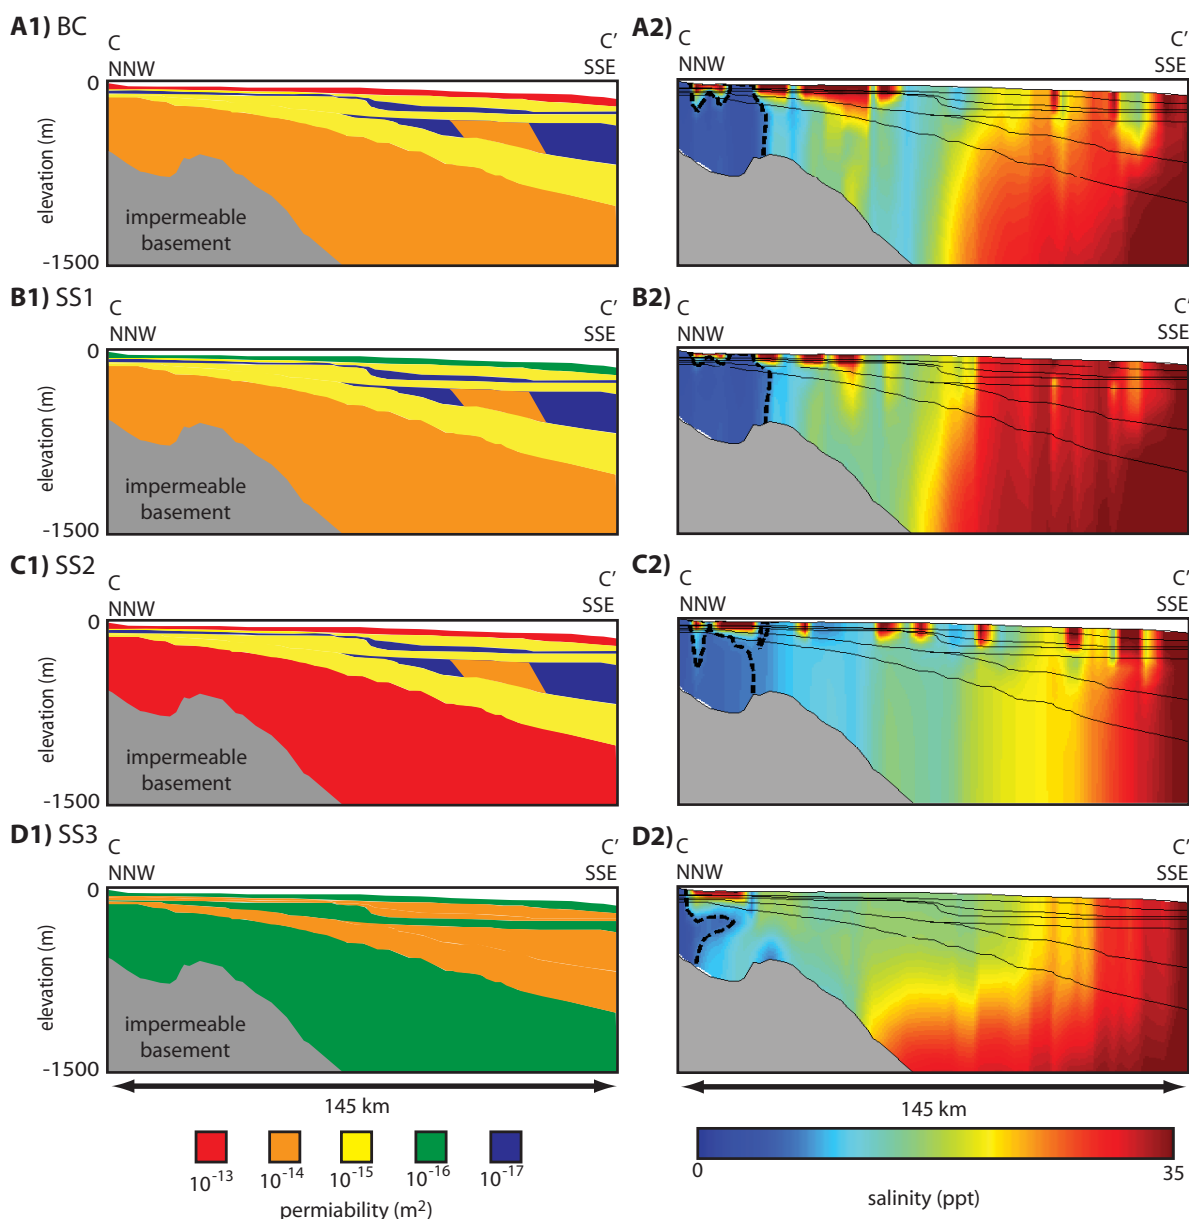 A1) BC
C C′
NNW SSE
0
elevation (m)
impermeable
basement
-1500
A2) C C′
NNW SSE
B1) SS1
C C′
NNW SSE
0
elevation (m)
impermeable
basement
-1500
B2) C C′
NNW SSE
C1) SS2
C C′
NNW SSE
0
elevation (m)
impermeable
basement
-1500
C2) C C′
NNW SSE
D1) SS3
C C′
NNW SSE
0
elevation (m)
impermeable
basement
-1500
D2) C C′
NNW SSE
145 km
145 km
10⁻¹³ 10⁻¹⁴ 10⁻¹⁵ 10⁻¹⁶ 10⁻¹⁷
permiability (m²)
0 35
salinity (ppt)